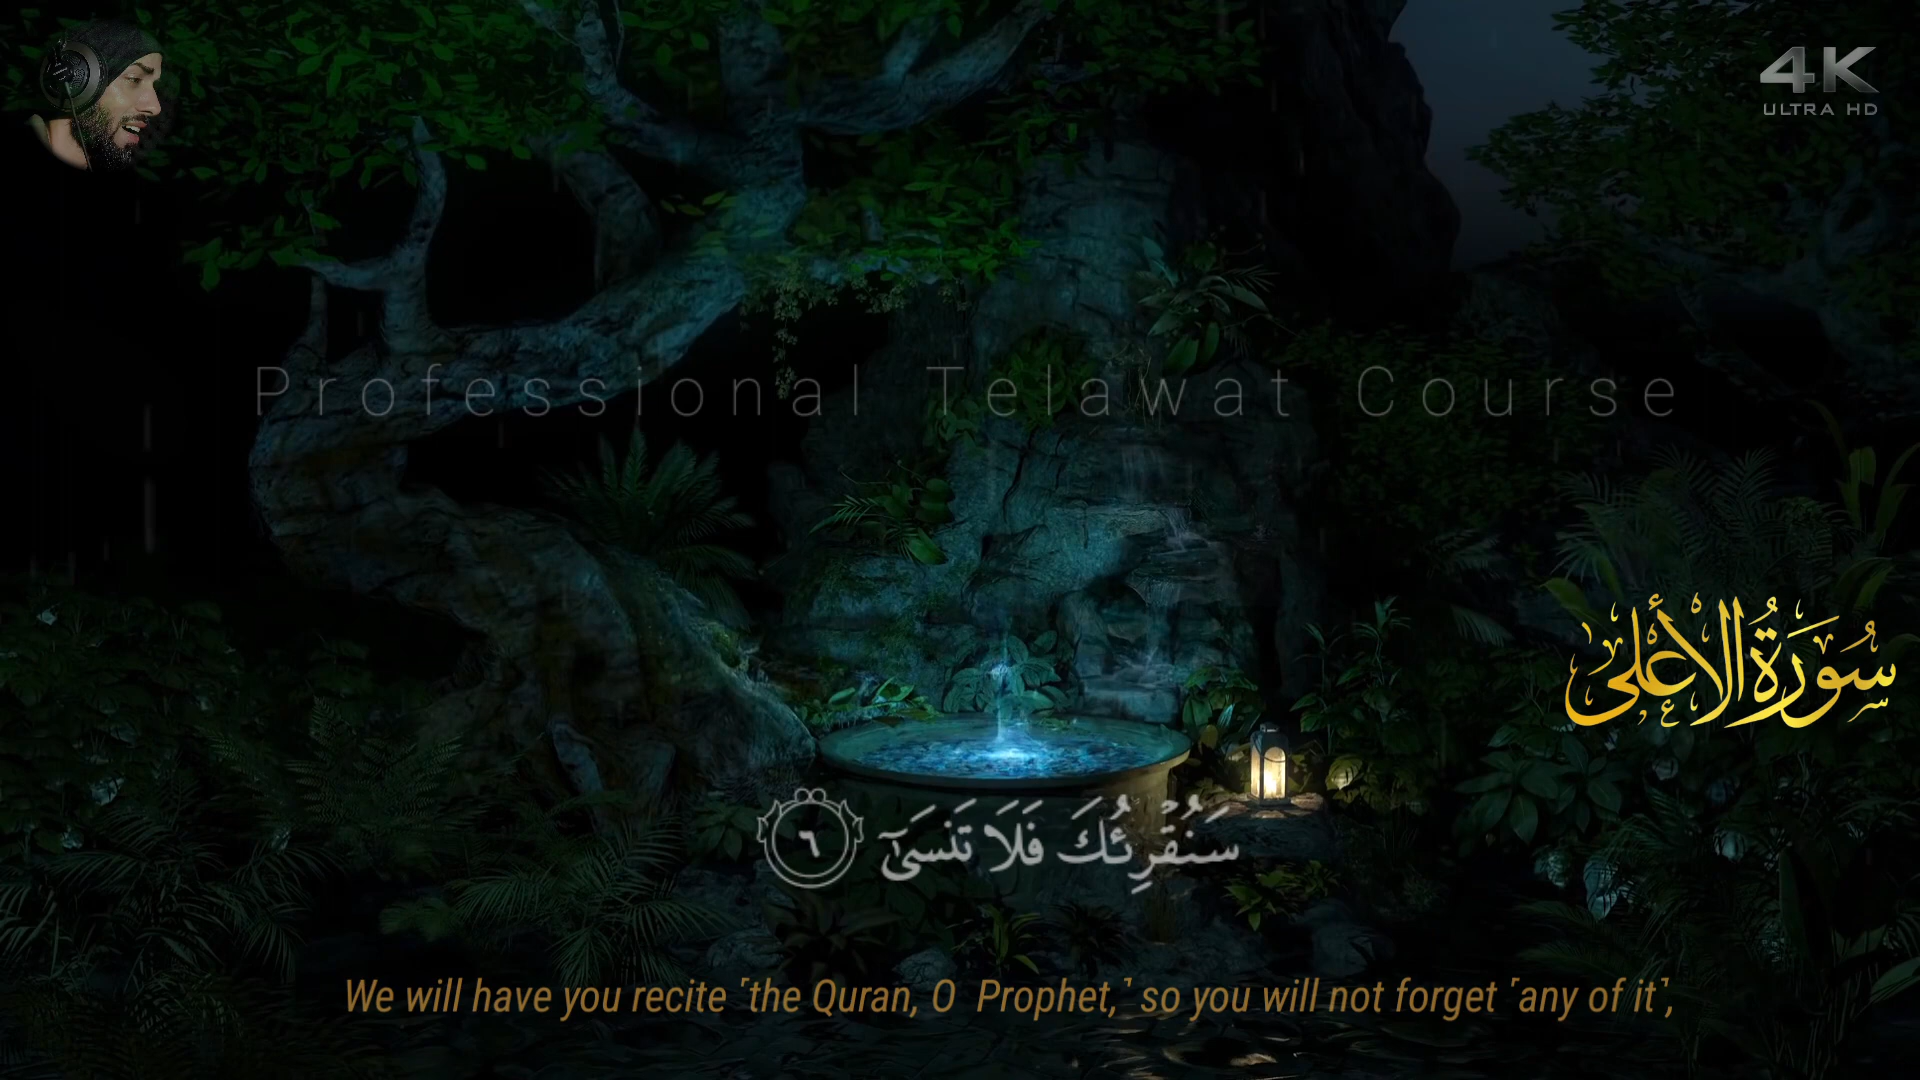 4K
ULTRA HD
Professional Telawat Course
سُورَةُ الأَعْلَى
سَنُقْرِئُكَ فَلَا تَنسَىٰٓ ٦
We will have you recite ˹the Quran, O Prophet,˺ so you will not forget ˹any of it˺,